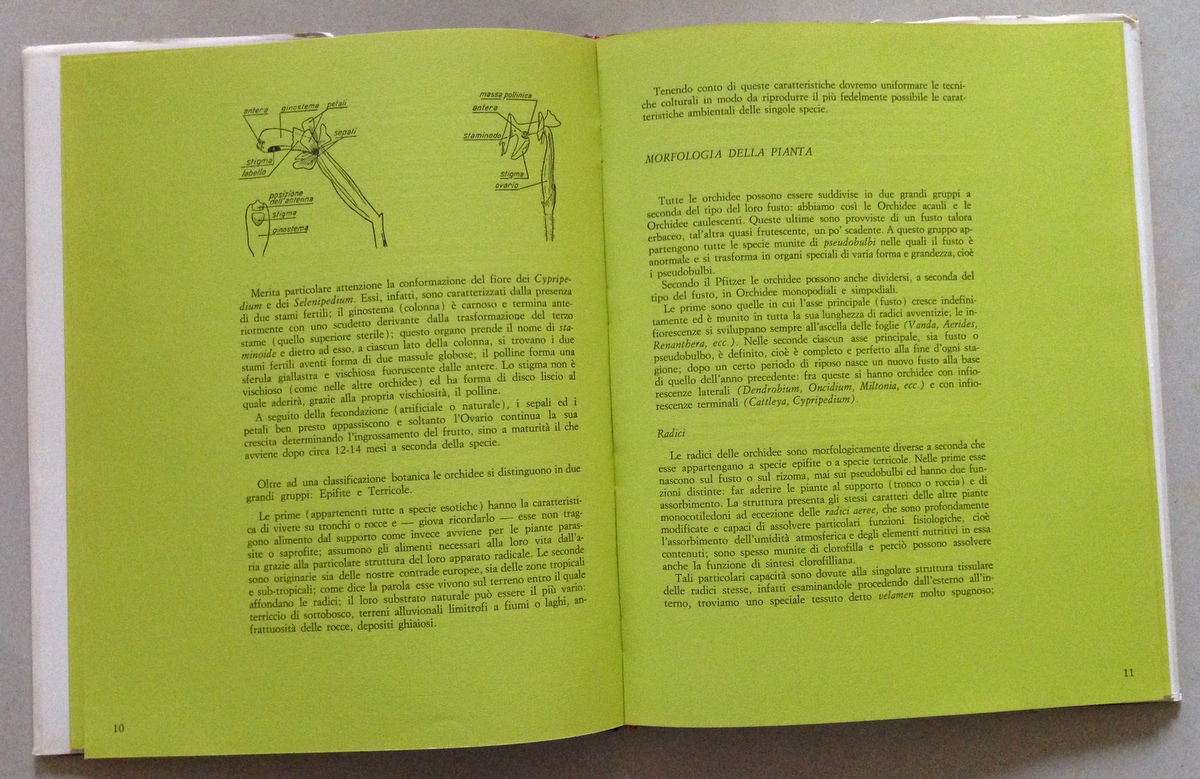 antera
ginostema
petali
sepali
stigma
labello
posizione
dell'antenna
stigma
ginostema
massa pollinica
antera
staminodo
stigma
ovario
Merita particolare attenzione la conformazione del fiore dei Cypripe-
dium e dei Selenipedium. Essi, infatti, sono caratterizzati dalla presenza
di due stami fertili; il ginostema (colonna) è carnoso e termina ante-
riormente con uno scudetto derivante dalla trasformazione del terzo
stame (quello superiore sterile); questo organo prende il nome di sta-
minoide e dietro ad esso, a ciascun lato della colonna, si trovano i due
stami fertili aventi forma di due massule globose; il polline forma una
sferula giallastra e vischiosa fuoruscente dalle antere. Lo stigma non è
vischioso (come nelle altre orchidee) ed ha forma di disco liscio al
quale aderirà, grazie alla propria vischiosità, il polline.
A seguito della fecondazione (artificiale o naturale), i sepali ed i
petali ben presto appassiscono e soltanto l'Ovario continua la sua
crescita determinando l'ingrossamento del frutto, sino a maturità il che
avviene dopo circa 12-14 mesi a seconda della specie.
Oltre ad una classificazione botanica le orchidee si distinguono in due
grandi gruppi: Epifite e Terricole.
Le prime (appartenenti tutte a specie esotiche) hanno la caratteristi-
ca di vivere su tronchi o rocce e — giova ricordarlo — esse non trag-
gono alimento dal supporto come invece avviene per le piante paras-
site o saprofite; assumono gli alimenti necessari alla loro vita dall'a-
ria grazie alla particolare struttura del loro apparato radicale. Le seconde
sono originarie sia delle nostre contrade europee, sia delle zone tropicali
e sub-tropicali; come dice la parola esse vivono sul terreno entro il quale
affondano le radici; il loro substrato naturale può essere il più vario:
terriccio di sottobosco, terreni alluvionali limitrofi a fiumi o laghi, an-
frattuosità delle rocce, depositi ghiaiosi.
10
Tenendo conto di queste caratteristiche dovremo uniformare le tecni-
che colturali in modo da riprodurre il più fedelmente possibile le carat-
teristiche ambientali delle singole specie.
MORFOLOGIA DELLA PIANTA
Tutte le orchidee possono essere suddivise in due grandi gruppi a
seconda del tipo del loro fusto: abbiamo così le Orchidee acauli e le
Orchidee caulescenti. Queste ultime sono provviste di un fusto talora
erbaceo, tal'altra quasi frutescente, un po' scadente. A questo gruppo ap-
partengono tutte le specie munite di pseudobulbi nelle quali il fusto è
anormale e si trasforma in organi speciali di varia forma e grandezza, cioè
i pseudobulbi.
Secondo il Pfitzer le orchidee possono anche dividersi, a seconda del
tipo del fusto, in Orchidee monopodiali e simpodiali.
Le prime sono quelle in cui l'asse principale (fusto) cresce indefini-
tamente ed è munito in tutta la sua lunghezza di radici avventizie; le in-
fiorescenze si sviluppano sempre all'ascella delle foglie (Vanda, Aerides,
Renanthera, ecc.). Nelle seconde ciascun asse principale, sia fusto o
pseudobulbo, è definito, cioè è completo e perfetto alla fine d'ogni sta-
gione; dopo un certo periodo di riposo nasce un nuovo fusto alla base
di quello dell'anno precedente: fra queste si hanno orchidee con infio-
rescenze laterali (Dendrobium, Oncidium, Miltonia, ecc.) e con infio-
rescenze terminali (Cattleya, Cypripedium).
Radici
Le radici delle orchidee sono morfologicamente diverse a seconda che
esse appartengano a specie epifite o a specie terricole. Nelle prime esse
nascono sul fusto o sul rizoma, mai sui pseudobulbi ed hanno due fun-
zioni distinte: far aderire le piante al supporto (tronco o roccia) e di
assorbimento. La struttura presenta gli stessi caratteri delle altre piante
monocotiledoni ad eccezione delle radici aeree, che sono profondamente
modificate e capaci di assolvere particolari funzioni fisiologiche, cioè
l'assorbimento dell'umidità atmosferica e degli elementi nutritivi in essa
contenuti; sono spesso munite di clorofilla e perciò possono assolvere
anche la funzione di sintesi clorofilliana.
Tali particolari capacità sono dovute alla singolare struttura tissulare
delle radici stesse, infatti esaminandole procedendo dall'esterno all'in-
terno, troviamo uno speciale tessuto detto velamen molto spugnoso;
11